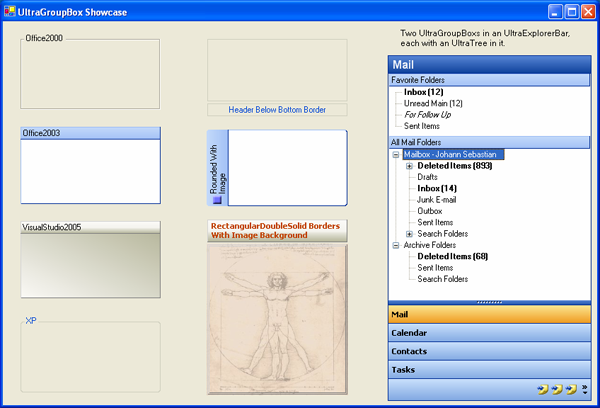 UltraGroupBox Showcase
Office2000
Office2003
VisualStudio2005
XP
Header Below Bottom Border
Rounded With
Image
RectangularDoubleSolid Borders
With Image Background
Two UltraGroupBoxs in an UltraExplorerBar,
each with an UltraTree in it.
Mail
Favorite Folders
Inbox (12)
Unread Main (12)
For Follow Up
Sent Items
All Mail Folders
Mailbox - Johann Sebastian
Deleted Items (893)
Drafts
Inbox (14)
Junk E-mail
Outbox
Sent Items
Search Folders
Archive Folders
Deleted Items (68)
Sent Items
Search Folders
Mail
Calendar
Contacts
Tasks